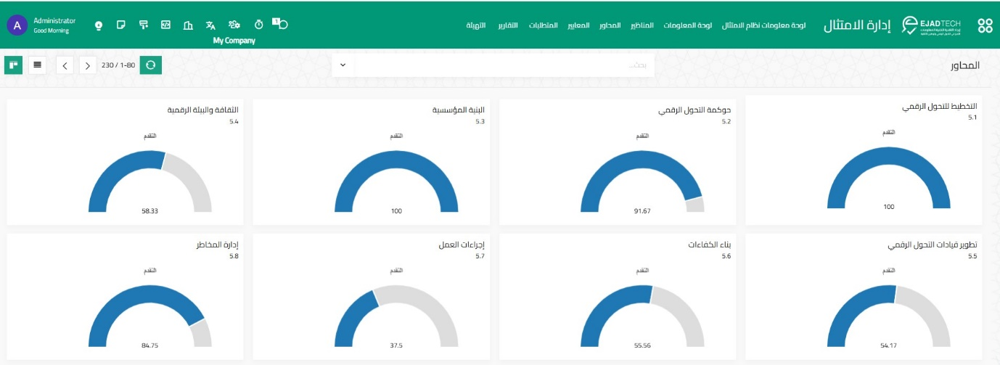 EJADTECH
إدارة الامتثال
لوحة معلومات نظام الامتثال
لوحة المعلومات
المناظير
المحاور
المعايير
المتطلبات
التقارير
التهيئة
1
My Company
Administrator
Good Morning
A
المحاور
بحث...
230 / 1-80
التخطيط للتحول الرقمي
5.1
التقدم
100
حوكمة التحول الرقمي
5.2
التقدم
91.67
البنية المؤسسية
5.3
التقدم
100
الثقافة والبيئة الرقمية
5.4
التقدم
58.33
تطوير قيادات التحول الرقمي
5.5
التقدم
54.17
بناء الكفاءات
5.6
التقدم
55.56
إجراءات العمل
5.7
التقدم
37.5
إدارة المخاطر
5.8
التقدم
84.75